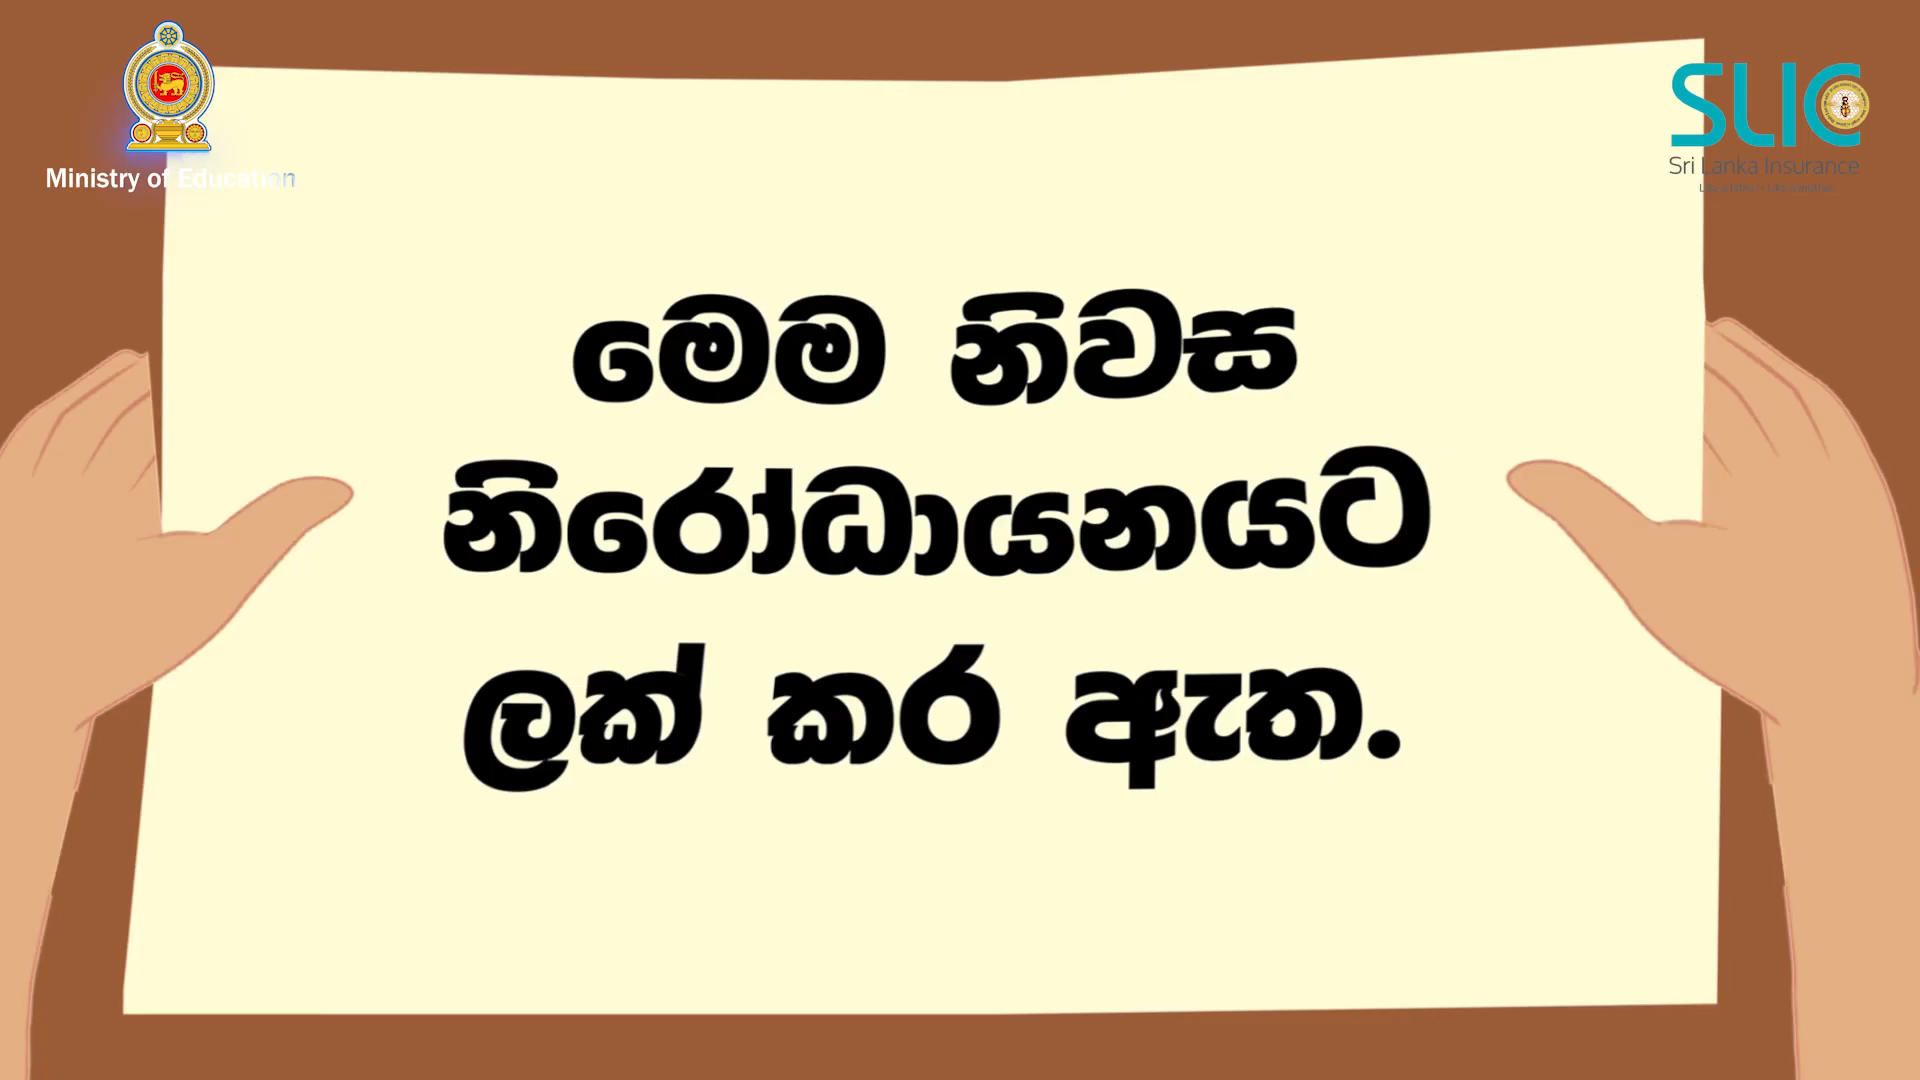 Ministry of Education
SLIC
Sri Lanka Insurance
මෙම නිවස
නිරෝධායනයට
ලක් කර ඇත.